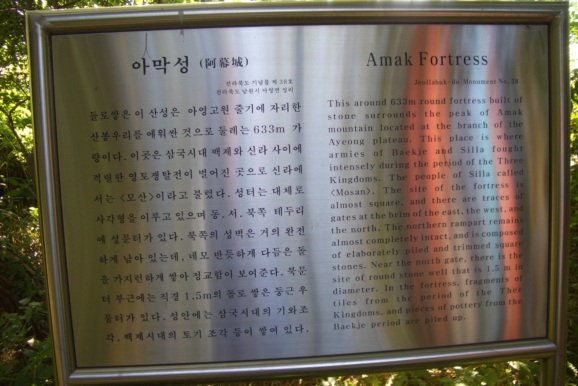 아막성 (阿幕城)
전라북도 기념물 제 38호
전라북도 남원시 아영면 성리
돌로쌓은 이 산성은 아영고원 줄기에 자리한
산봉우리를 에워싼 것으로 둘레는 633m 가
량이다. 이곳은 삼국시대 백제와 신라 사이에
격렬한 영토쟁탈전이 벌어진 곳으로 신라에
서는 <모산>이라고 불렀다. 성터는 대체로
사각형을 이루고 있으며 동, 서, 북쪽 테두리
에 성문터가 있다. 북쪽의 성벽은 거의 완전
하게 남아 있는데, 네모 반듯하게 다듬은 돌
을 가지런하게 쌓아 정교함이 보여준다. 북문
터 부근에는 직경 1.5m의 돌로 쌓은 둥근 우
물터가 있다. 성안에는 삼국시대의 기와조
각, 백제시대의 토기 조각 등이 쌓여 있다.
Amak Fortress
Jeollabuk-do Monument No. 38
This around 633m round fortress built of
stone surrounds the peak of Amak
mountain located at the branch of the
Ayeong plateau. This place is where
armies of Baekje and Silla fought
intensely during the period of the Three
Kingdoms. The people of Silla called
<Mosan>. The site of the fortress is
almost square, and there are traces of
gates at the brim of the east, the west, and
the north. The northern rampart remains
almost completely intact, and is composed
of elaborately piled and trimmed square
stones. Near the north gate, there is the
site of round stone well that is 1.5 m in
diameter. In the fortress, fragments of
tiles from the period of the Three
Kingdoms, and pieces of pottery from the
Baekje period are piled up.